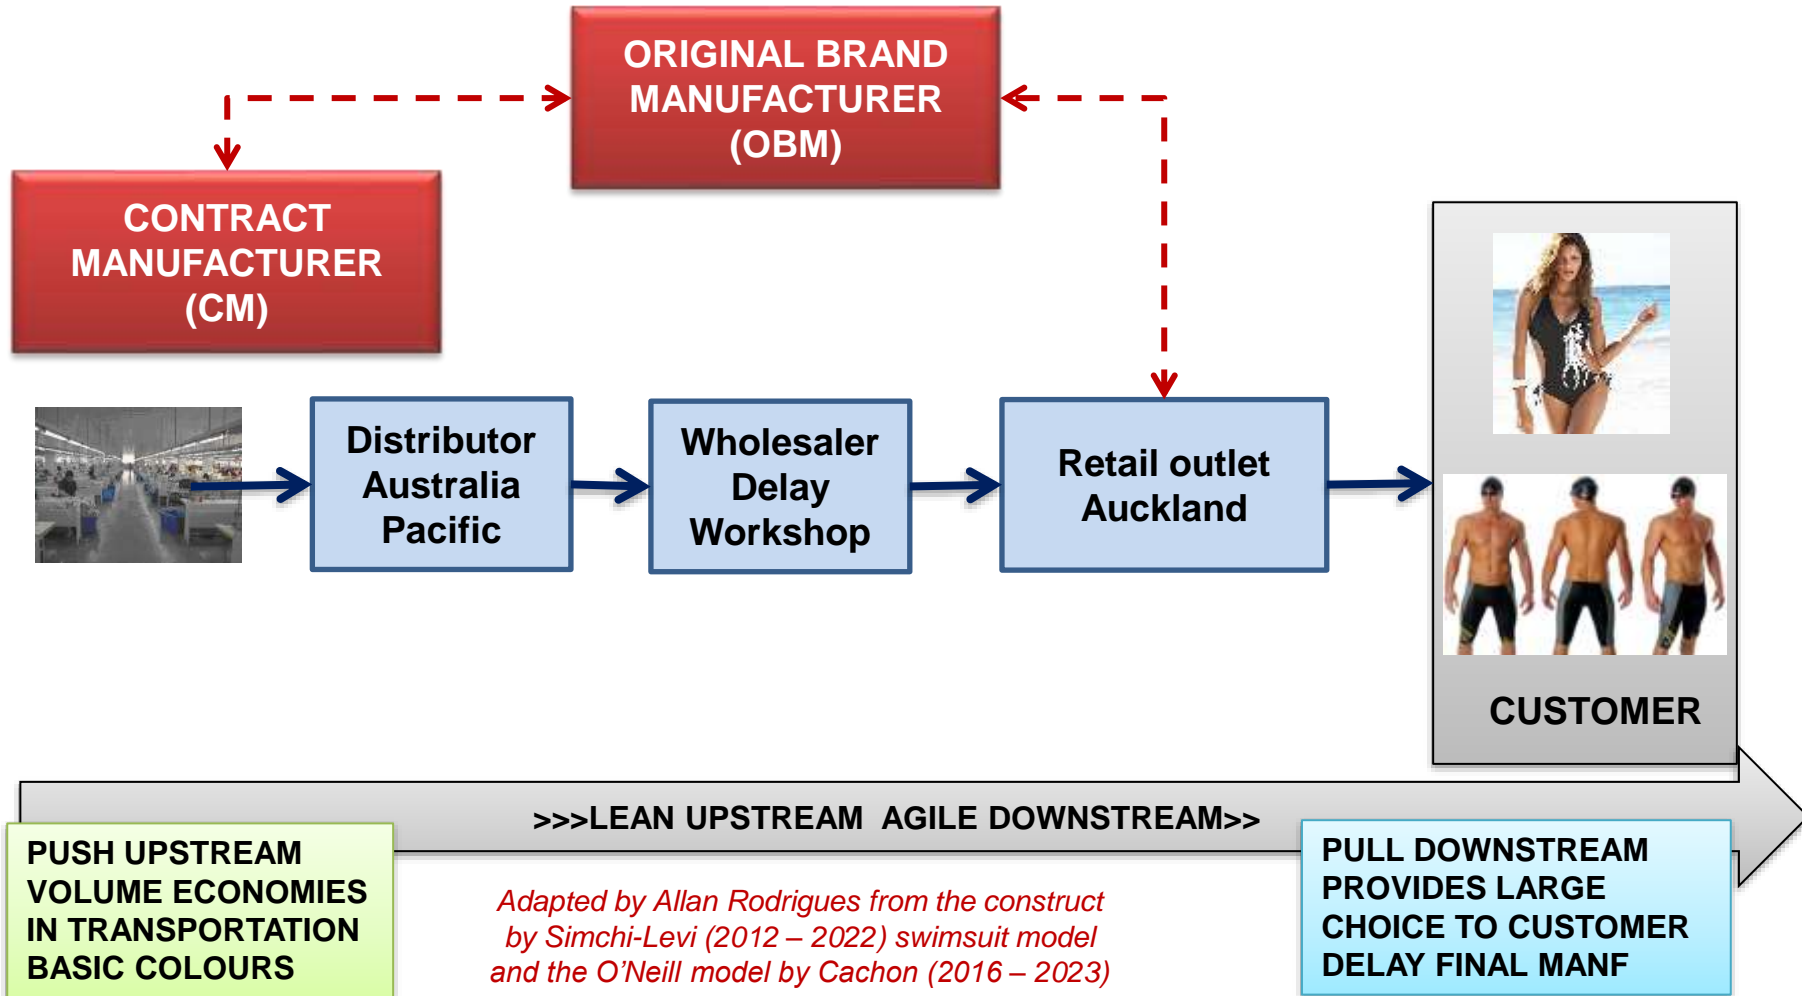 ORIGINAL BRAND
MANUFACTURER
(OBM)
CONTRACT
MANUFACTURER
(CM)
Distributor
Australia
Pacific
Wholesaler
Delay
Workshop
Retail outlet
Auckland
CUSTOMER
>>>LEAN UPSTREAM  AGILE DOWNSTREAM>>
PUSH UPSTREAM
VOLUME ECONOMIES
IN TRANSPORTATION
BASIC COLOURS
Adapted by Allan Rodrigues from the construct
by Simchi-Levi (2012 – 2022) swimsuit model
and the O’Neill model by Cachon (2016 – 2023)
PULL DOWNSTREAM
PROVIDES LARGE
CHOICE TO CUSTOMER
DELAY FINAL MANF